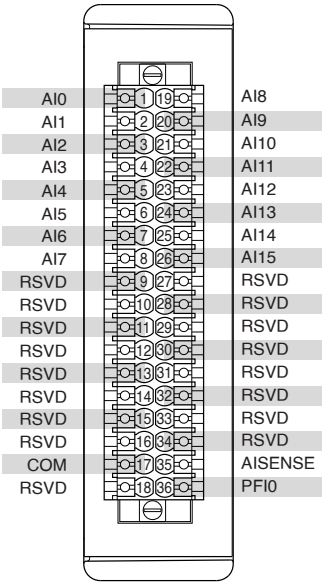 AI0 1 19 AI8
AI1 2 20 AI9
AI2 3 21 AI10
AI3 4 22 AI11
AI4 5 23 AI12
AI5 6 24 AI13
AI6 7 25 AI14
AI7 8 26 AI15
RSVD 9 27 RSVD
RSVD 10 28 RSVD
RSVD 11 29 RSVD
RSVD 12 30 RSVD
RSVD 13 31 RSVD
RSVD 14 32 RSVD
RSVD 15 33 RSVD
RSVD 16 34 RSVD
COM 17 35 AISENSE
RSVD 18 36 PFI0